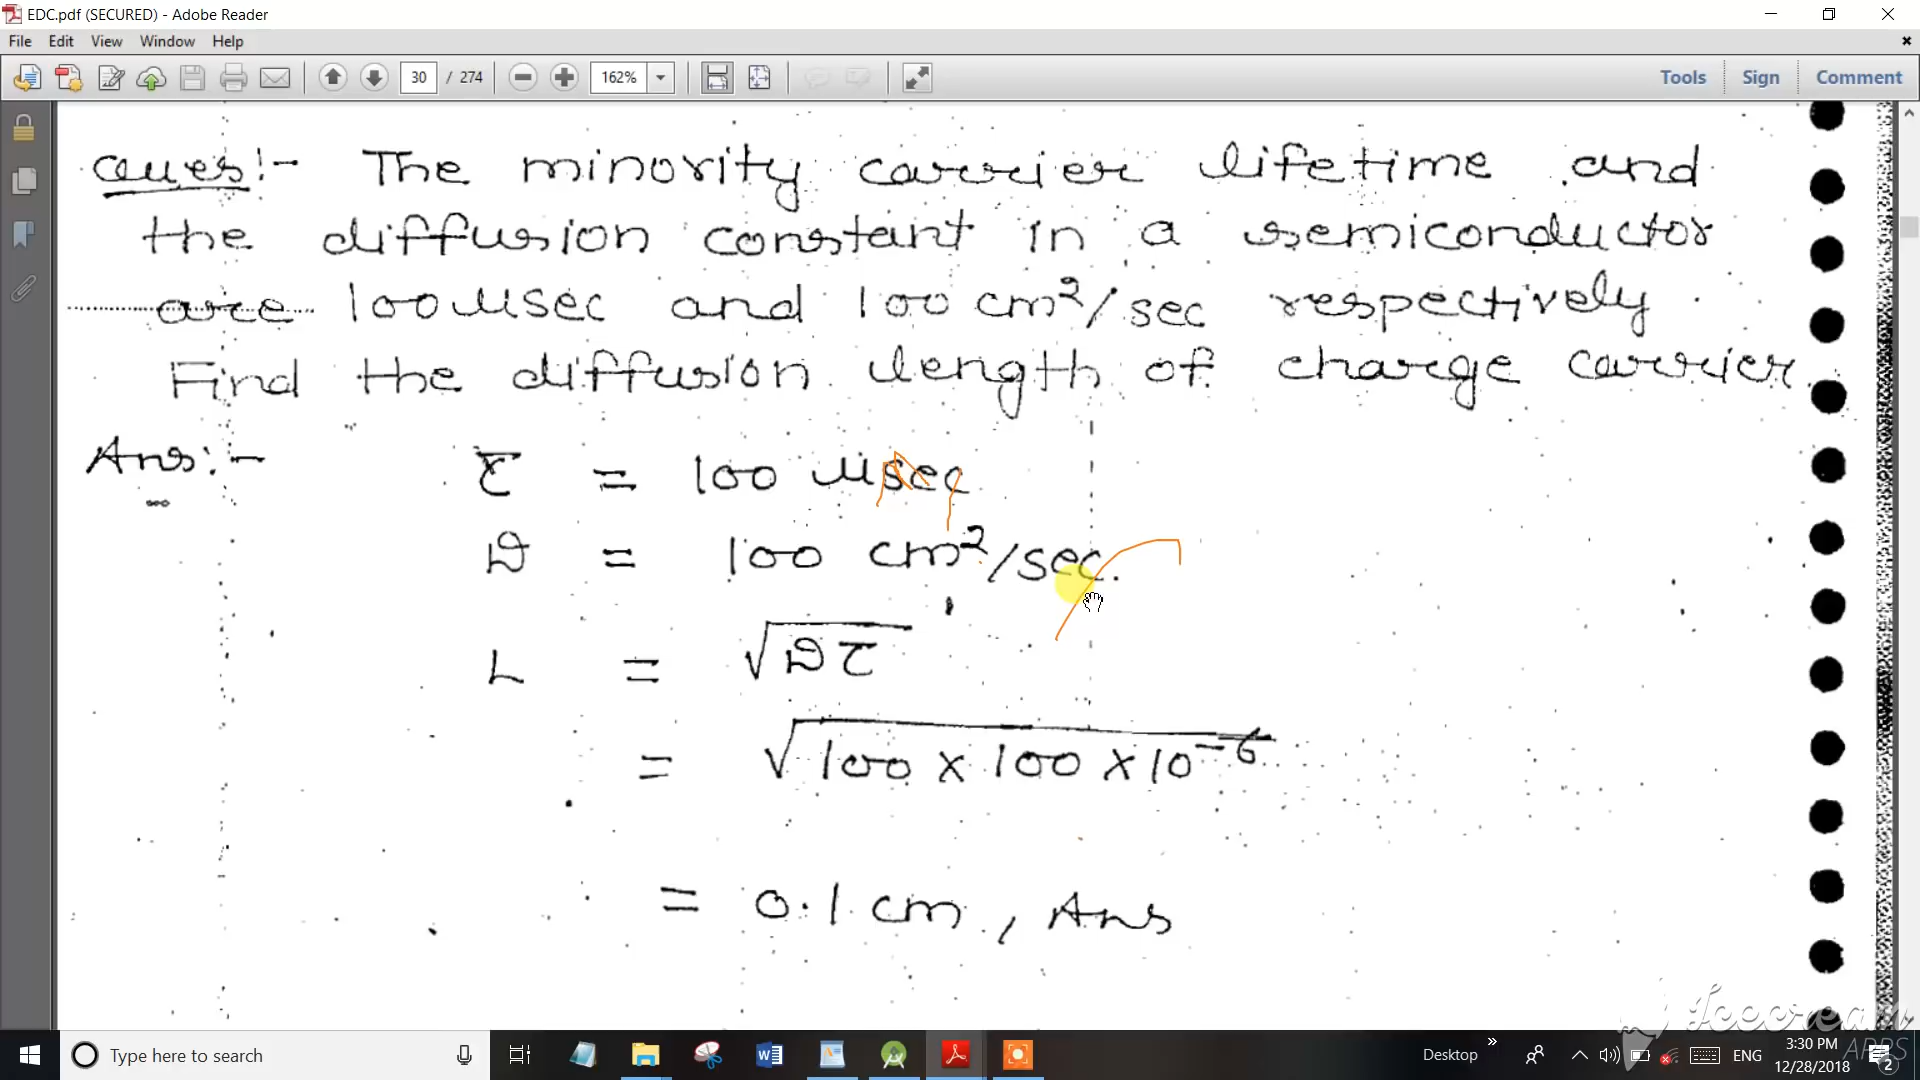 EDC.pdf (SECURED) - Adobe Reader
File Edit View Window Help
30 / 274 162% Tools Sign Comment
Ques!- The minority carrier lifetime and
the diffusion constant in a semiconductor
are 100 μsec and 100 cm²/sec respectively.
Find the diffusion length of charge carrier.
Ans:- τ = 100 μsec
D = 100 cm²/sec.
L = √Dτ
= √100 × 100 × 10⁻⁶
= 0.1 cm, Ans
Icecream
APPS
Type here to search Desktop » ENG 3:30 PM
12/28/2018 2